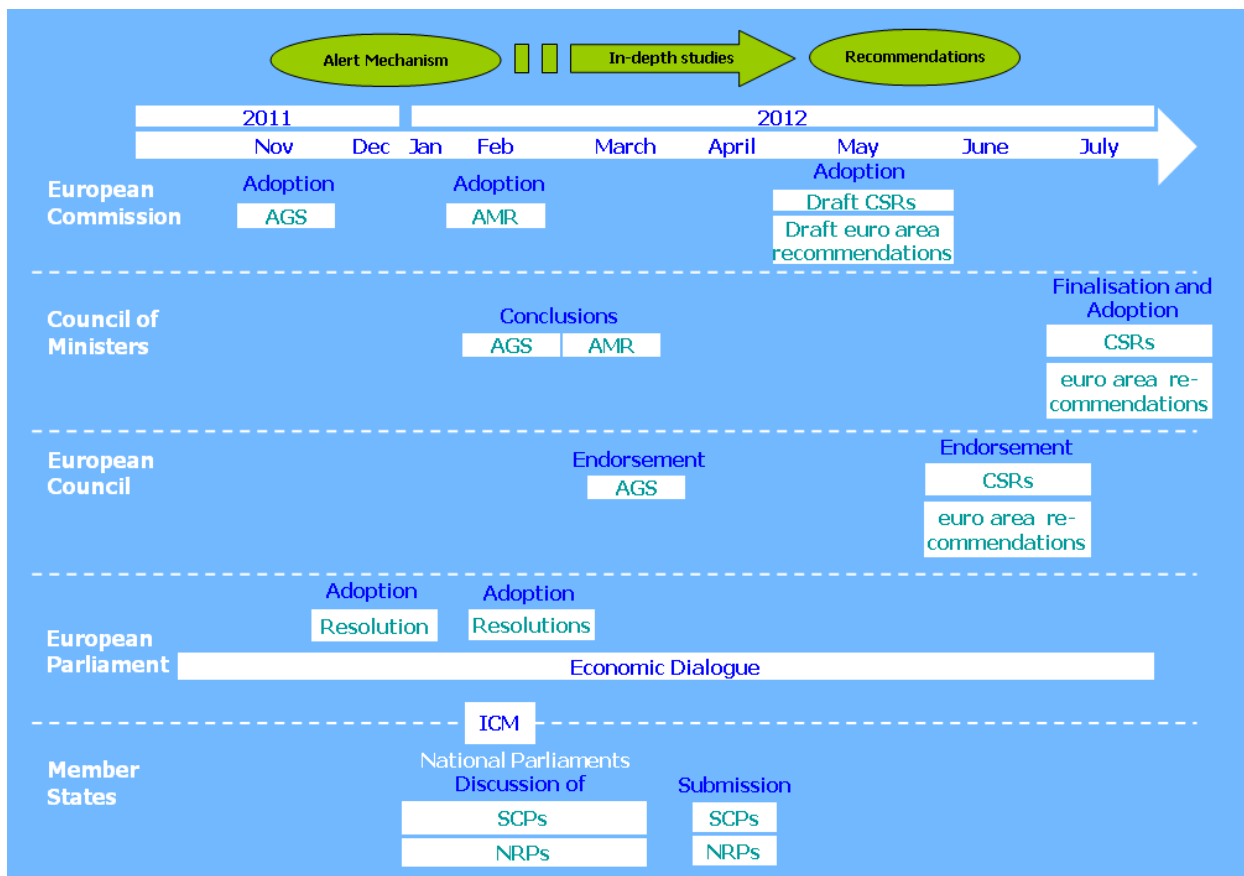 Alert Mechanism
In-depth studies
Recommendations
2011
2012
Nov
Dec
Jan
Feb
March
April
May
June
July
European
Commission
Adoption
AGS
Adoption
AMR
Adoption
Draft CSRs
Draft euro area
recommendations
Council of
Ministers
Conclusions
AGS
AMR
Finalisation and
Adoption
CSRs
euro area re-
commendations
European
Council
Endorsement
AGS
Endorsement
CSRs
euro area re-
commendations
European
Parliament
Adoption
Resolution
Adoption
Resolutions
Economic Dialogue
ICM
Member
States
National Parliaments
Discussion of
SCPs
NRPs
Submission
SCPs
NRPs